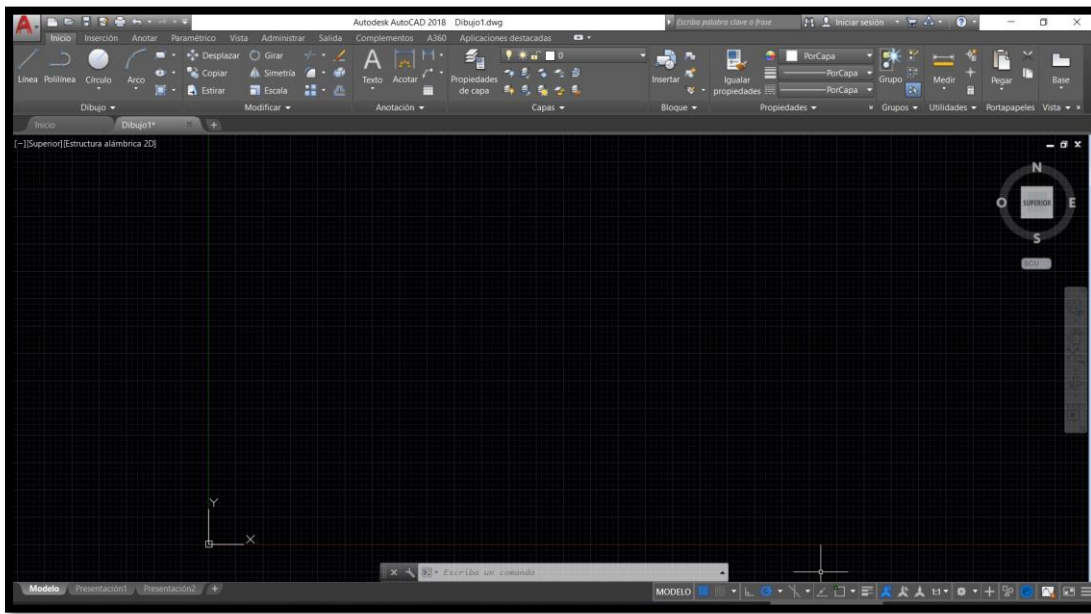 A Autodesk AutoCAD 2018 Dibujo1.dwg Escriba palabra clave o frase Iniciar sesión
Inicio Inserción Anotar Paramétrico Vista Administrar Salida Complementos A360 Aplicaciones destacadas
Desplazar Girar A 0 PorCapa
Línea Polilínea Círculo Arco Copiar Simetría Texto Acotar Propiedades de capa Insertar Igualar propiedades PorCapa Grupo Medir Pegar Base
Estirar Escala PorCapa
Dibujo Modificar Anotación Capas Bloque Propiedades Grupos Utilidades Portapapeles Vista
Inicio Dibujo1* +
[−][Superior][Estructura alámbrica 2D]
N
O SUPERIOR E
S
SCU
Y
X
Escriba un comando
Modelo Presentación1 Presentación2 + MODELO 1:1